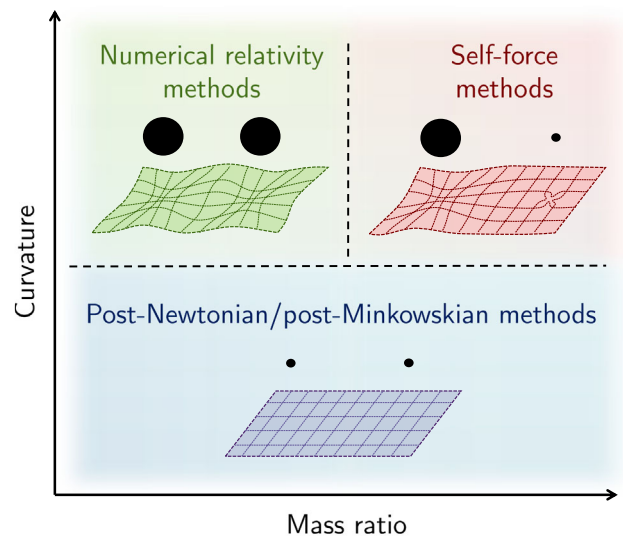 Numerical relativity
methods
Self-force
methods
Curvature
Post-Newtonian/post-Minkowskian methods
Mass ratio